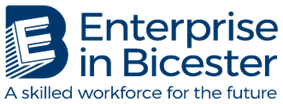 Enterprise
in Bicester
A skilled workforce for the future